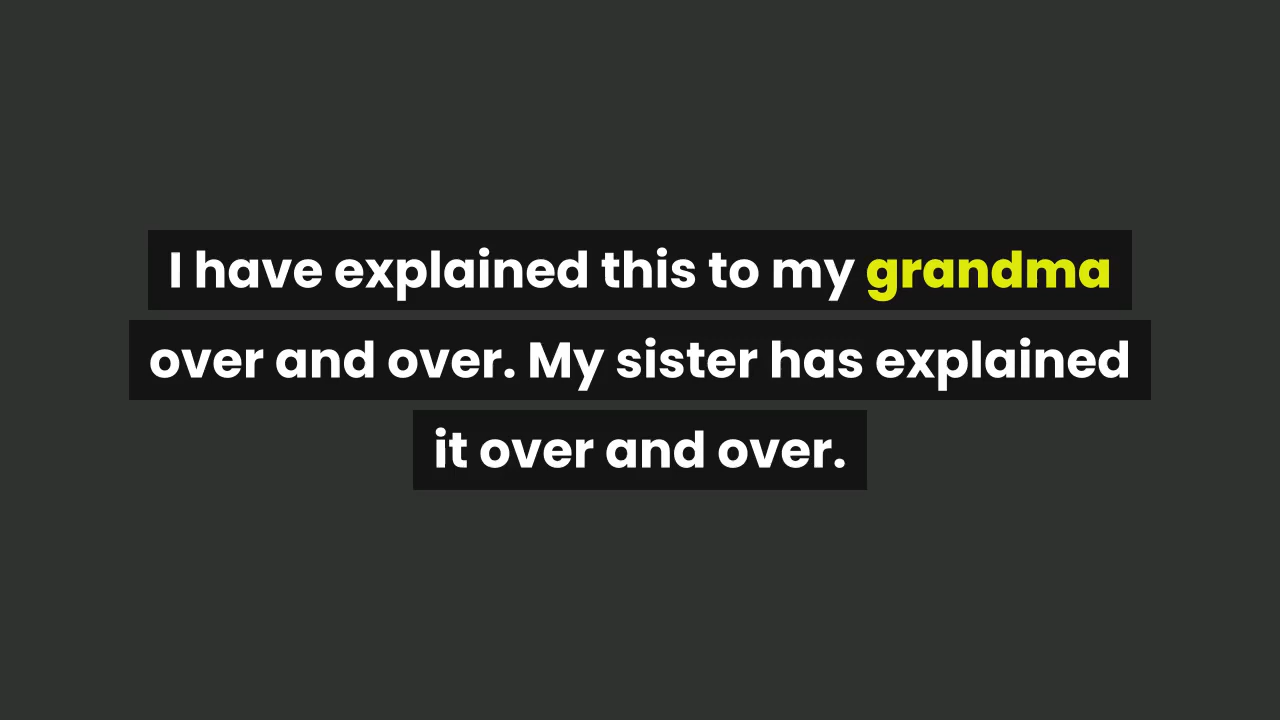 I have explained this to my grandma
over and over. My sister has explained
it over and over.